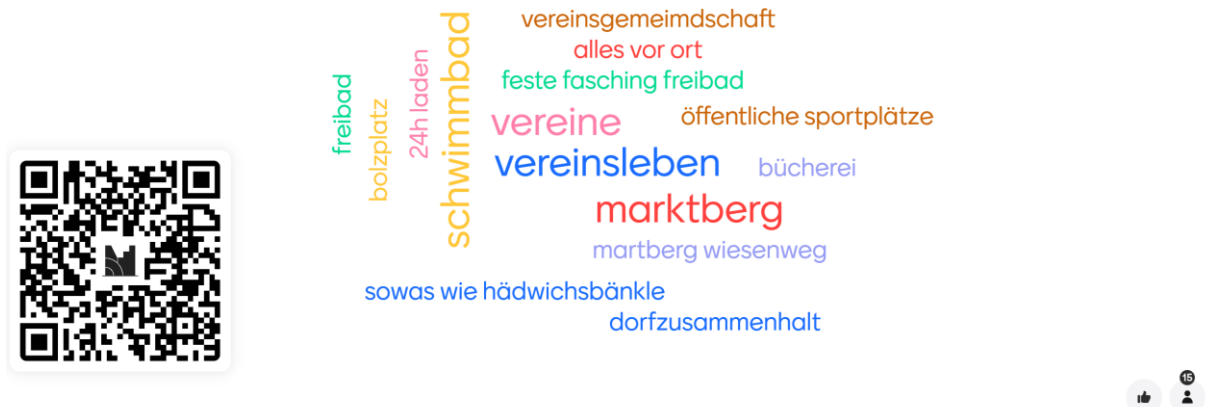 vereinsgemeimdschaft
alles vor ort
feste fasching freibad
freibad
bolzplatz
24h laden
schwimmbad
vereine
öffentliche sportplätze
vereinsleben
bücherei
marktberg
martberg wiesenweg
sowas wie hädwichsbänkle
dorfzusammenhalt
15